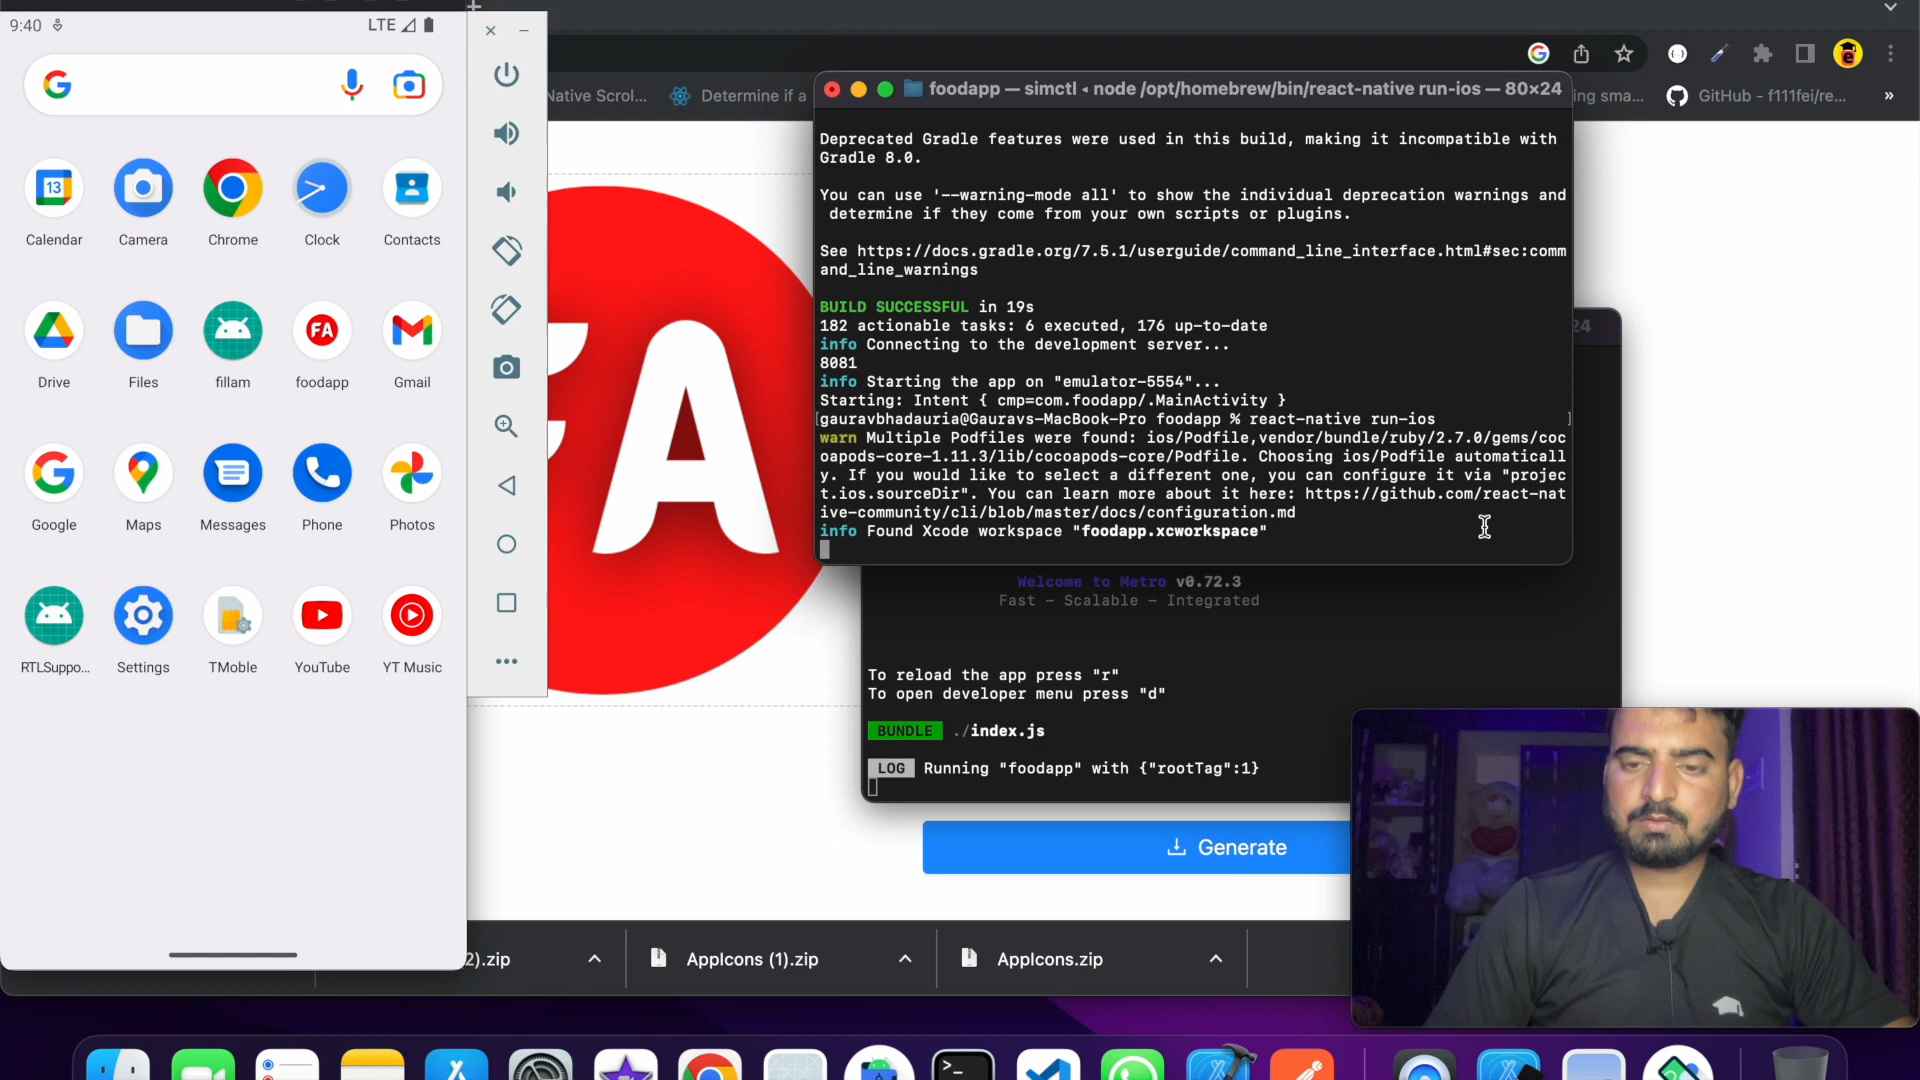 9:40
LTE
Calendar
Camera
Chrome
Clock
Contacts
13
FA
Drive
Files
fillam
foodapp
Gmail
Google
Maps
Messages
Phone
Photos
RTLSuppo...
Settings
TMoble
YouTube
YT Music
Native Scrol...
Determine if a
ing sma...
GitHub - f111fei/re...
»
foodapp — simctl ◂ node /opt/homebrew/bin/react-native run-ios — 80×24
Deprecated Gradle features were used in this build, making it incompatible with
Gradle 8.0.
You can use '--warning-mode all' to show the individual deprecation warnings and
determine if they come from your own scripts or plugins.
See https://docs.gradle.org/7.5.1/userguide/command_line_interface.html#sec:comm
and_line_warnings
BUILD SUCCESSFUL in 19s
182 actionable tasks: 6 executed, 176 up-to-date
info Connecting to the development server...
8081
info Starting the app on "emulator-5554"...
Starting: Intent { cmp=com.foodapp/.MainActivity }
[gauravbhadauria@Gauravs-MacBook-Pro foodapp % react-native run-ios ]
warn Multiple Podfiles were found: ios/Podfile,vendor/bundle/ruby/2.7.0/gems/coc
oapods-core-1.11.3/lib/cocoapods-core/Podfile. Choosing ios/Podfile automaticall
y. If you would like to select a different one, you can configure it via "projec
t.ios.sourceDir". You can learn more about it here: https://github.com/react-nat
ive-community/cli/blob/master/docs/configuration.md
info Found Xcode workspace "foodapp.xcworkspace"
24
FA
Welcome to Metro v0.72.3
Fast - Scalable - Integrated
To reload the app press "r"
To open developer menu press "d"
BUNDLE ./index.js
LOG Running "foodapp" with {"rootTag":1}
Generate
2).zip
AppIcons (1).zip
AppIcons.zip